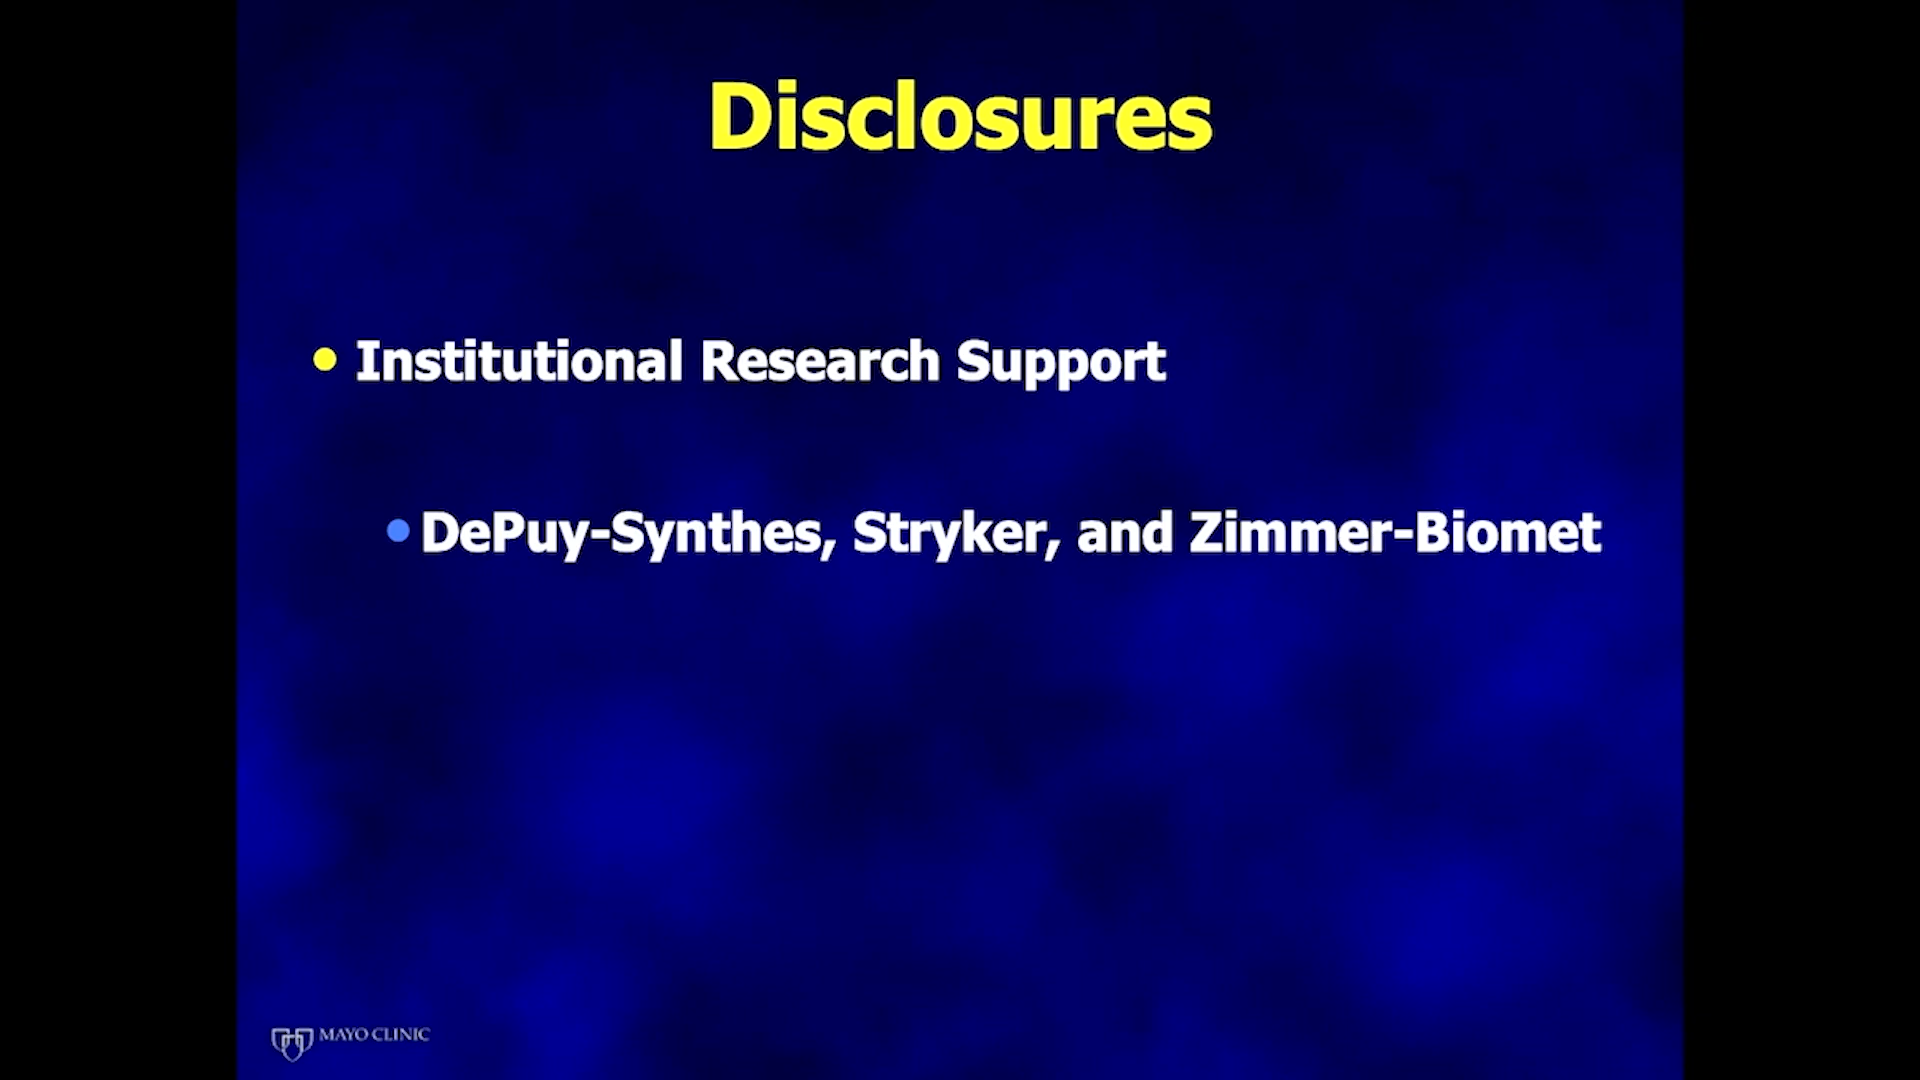 Disclosures
Institutional Research Support
DePuy-Synthes, Stryker, and Zimmer-Biomet
MAYO CLINIC